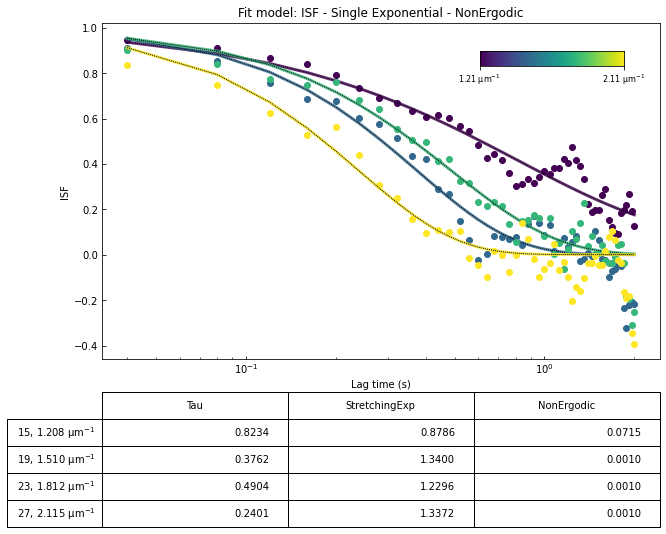 Fit model: ISF - Single Exponential - NonErgodic
1.0
0.8
0.6
0.4
0.2
0.0
−0.2
−0.4
ISF
1.21 μm⁻¹ 2.11 μm⁻¹
10⁻¹ 10⁰
Lag time (s)
Tau StretchingExp NonErgodic
15, 1.208 μm⁻¹ 0.8234 0.8786 0.0715
19, 1.510 μm⁻¹ 0.3762 1.3400 0.0010
23, 1.812 μm⁻¹ 0.4904 1.2296 0.0010
27, 2.115 μm⁻¹ 0.2401 1.3372 0.0010